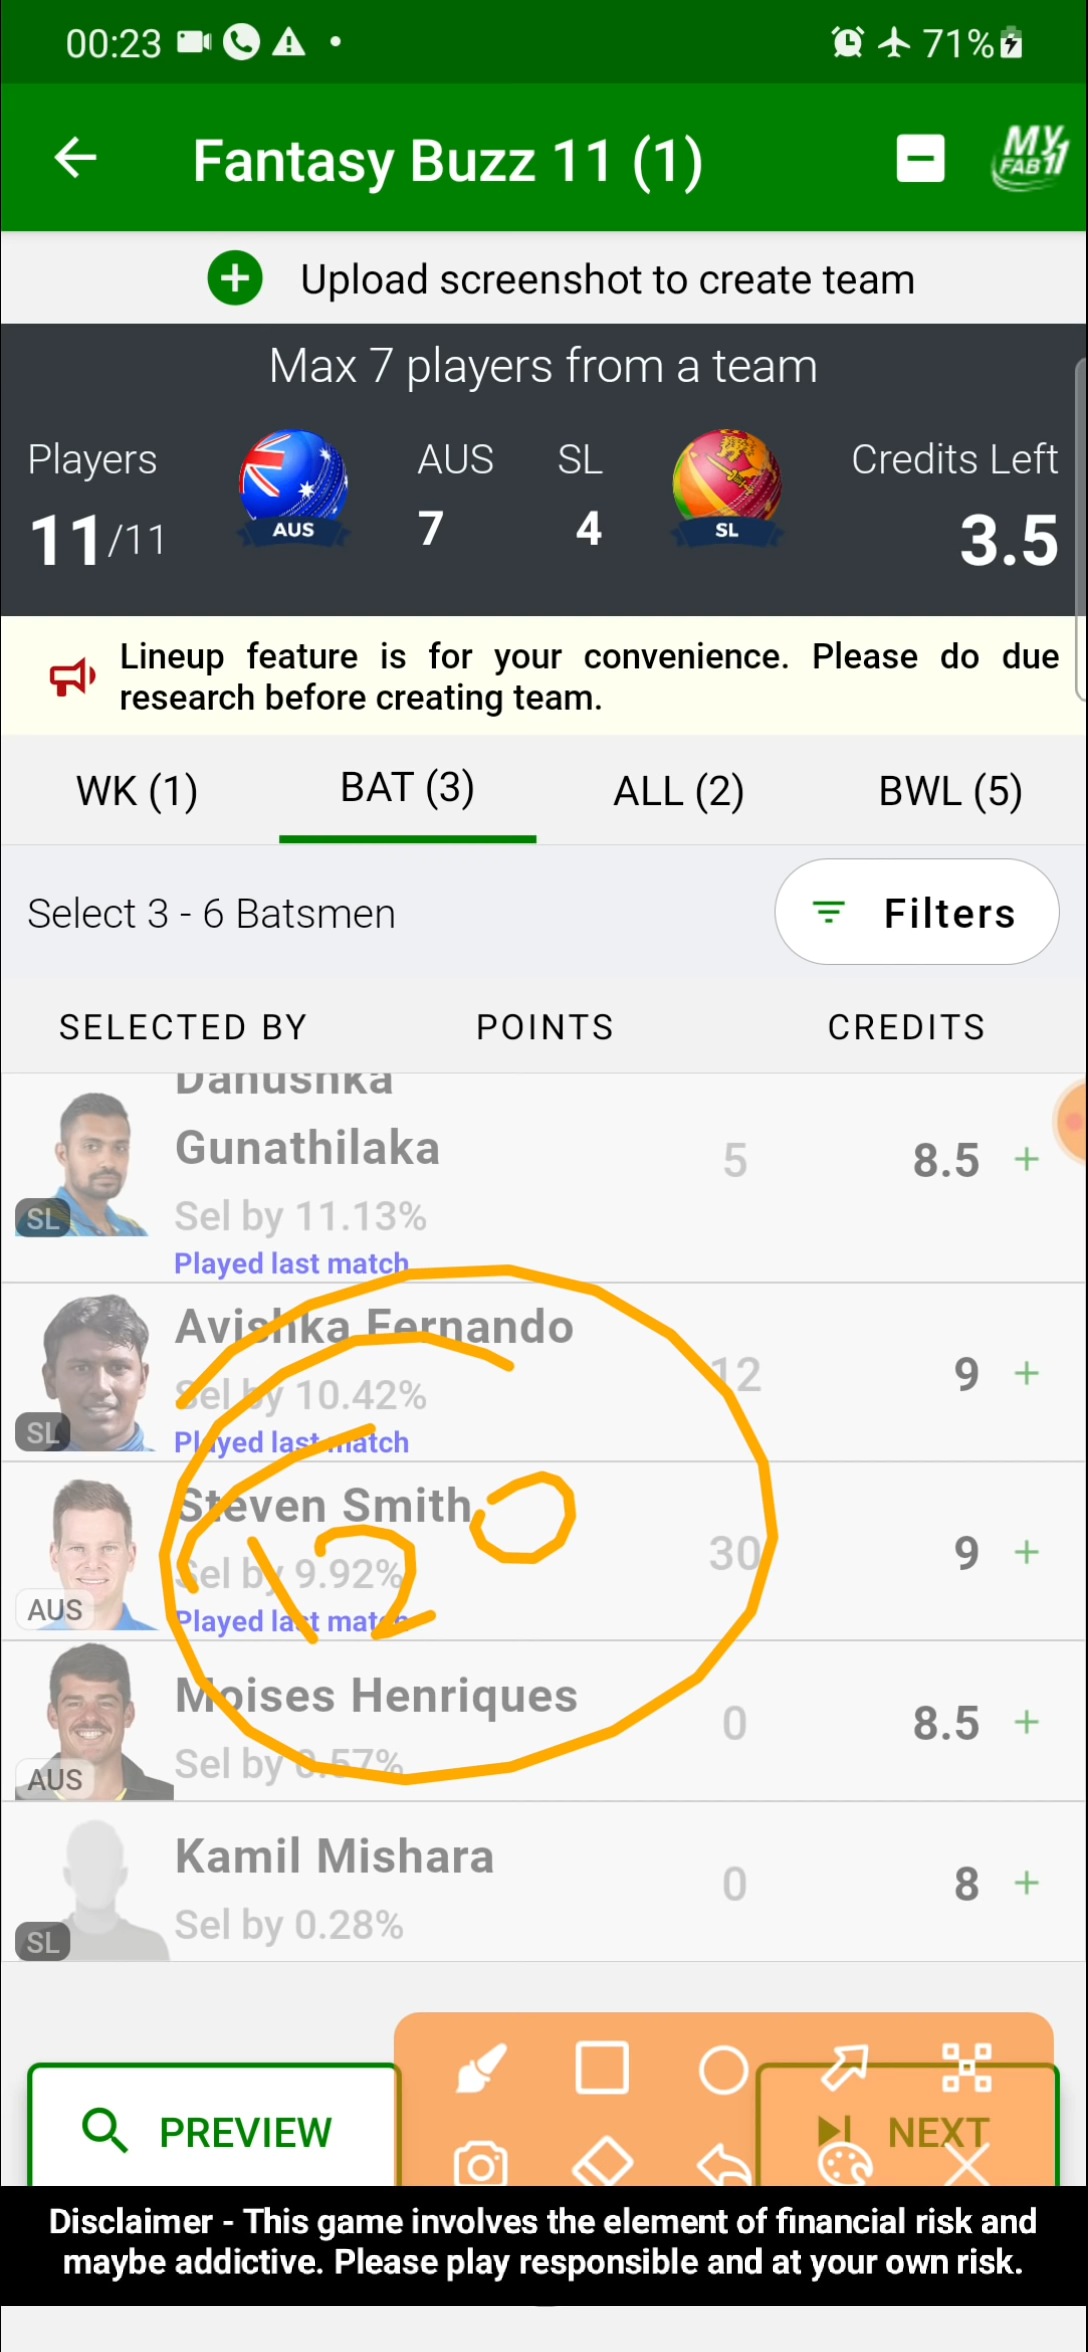 00:23 71%
Fantasy Buzz 11 (1) MY FAB11
Upload screenshot to create team
Max 7 players from a team
Players AUS SL Credits Left
AUS SL
11/11 7 4 3.5
Lineup feature is for your convenience. Please do due
research before creating team.
WK (1) BAT (3) ALL (2) BWL (5)
Select 3 - 6 Batsmen Filters
SELECTED BY POINTS CREDITS
Danushka
Gunathilaka 5 8.5 +
SL Sel by 11.13%
Played last match
Avishka Fernando
Sel by 10.42% 12 9 +
SL Played last match
Steven Smith
Sel by 9.92% 30 9 +
AUS Played last match
120
Moises Henriques 0 8.5 +
AUS Sel by 0.57%
Kamil Mishara 0 8 +
SL Sel by 0.28%
PREVIEW NEXT
Disclaimer - This game involves the element of financial risk and
maybe addictive. Please play responsible and at your own risk.